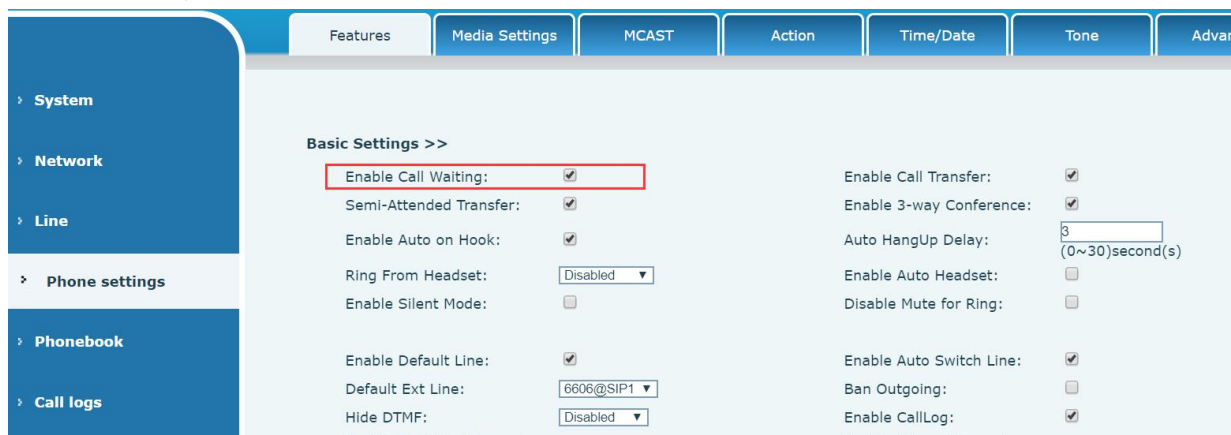 Features
Media Settings
MCAST
Action
Time/Date
Tone
› System
› Network
› Line
› Phone settings
› Phonebook
› Call logs
Basic Settings >>
Enable Call Waiting:
Enable Call Transfer:
Semi-Attended Transfer:
Enable 3-way Conference:
Enable Auto on Hook:
Auto HangUp Delay:
3
(0~30)second(s)
Ring From Headset:
Disabled
Enable Auto Headset:
Enable Silent Mode:
Disable Mute for Ring:
Enable Default Line:
Enable Auto Switch Line:
Default Ext Line:
6606@SIP1
Ban Outgoing:
Hide DTMF:
Disabled
Enable CallLog: